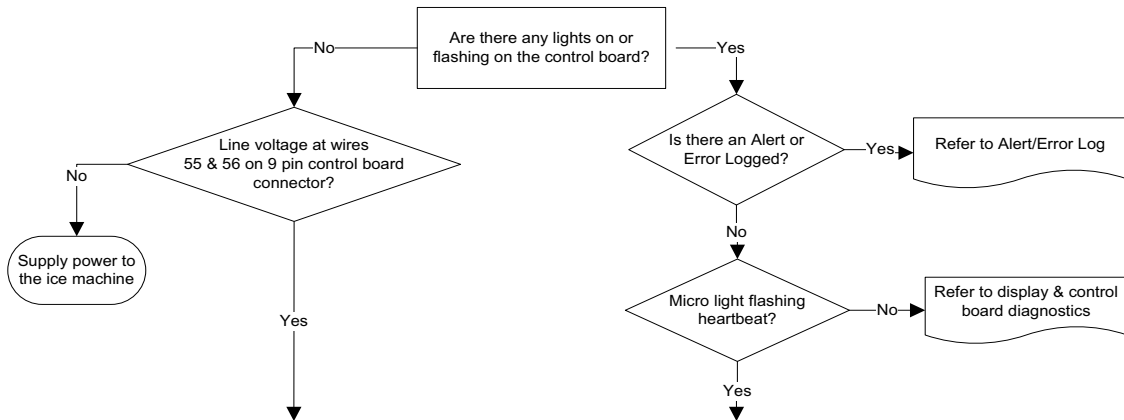 Are there any lights on or
flashing on the control board?
No
Yes
Line voltage at wires
55 & 56 on 9 pin control board
connector?
Is there an Alert or
Error Logged?
Yes
Refer to Alert/Error Log
No
Supply power to
the ice machine
No
Micro light flashing
heartbeat?
No
Refer to display & control
board diagnostics
Yes
Yes